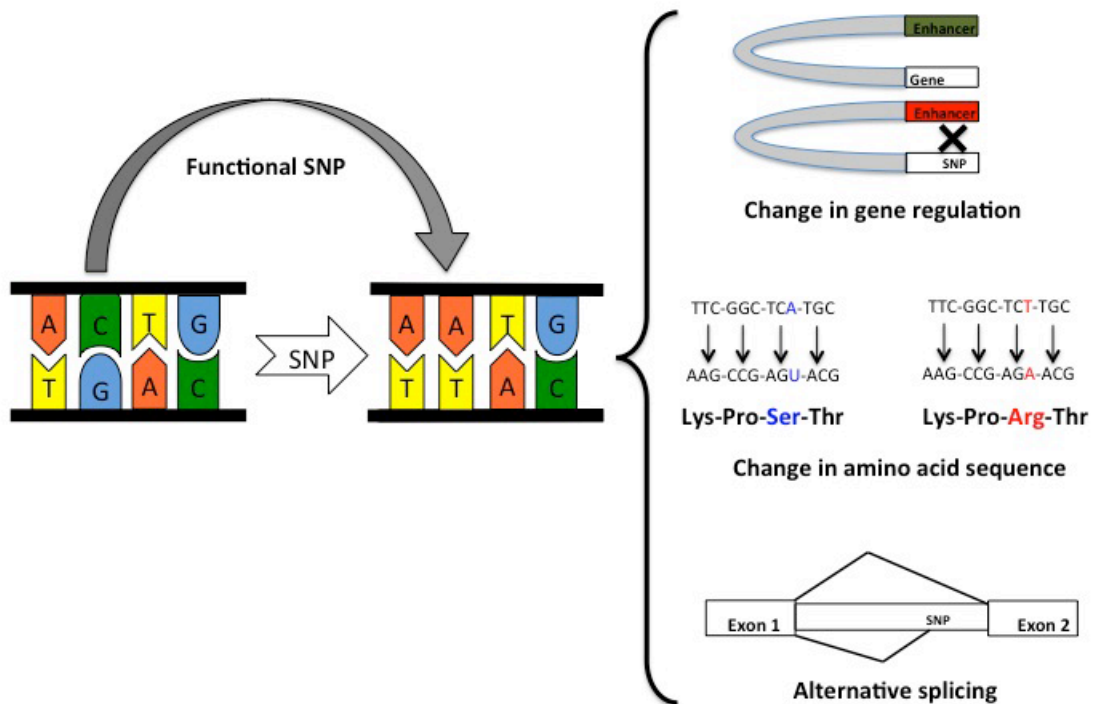 Functional SNP
A C T G
T G A C
SNP
A A T G
T T A C
Enhancer
Gene
Enhancer
SNP
Change in gene regulation
TTC-GGC-TCA-TGC
AAG-CCG-AGU-ACG
Lys-Pro-Ser-Thr
TTC-GGC-TCT-TGC
AAG-CCG-AGA-ACG
Lys-Pro-Arg-Thr
Change in amino acid sequence
Exon 1
SNP
Exon 2
Alternative splicing